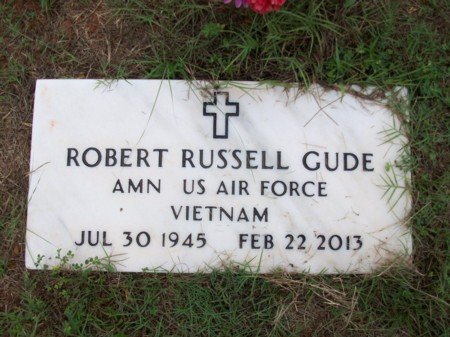 ROBERT RUSSELL GUDE
AMN US AIR FORCE
VIETNAM
JUL 30 1945 FEB 22 2013